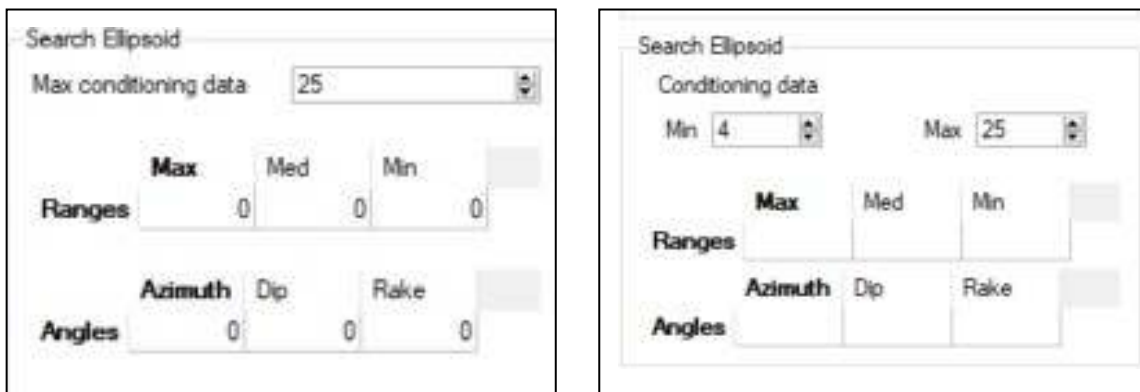 Search Ellipsoid
Max conditioning data 25
Max Med Min
Ranges 0 0 0
Azimuth Dip Rake
Angles 0 0 0
Search Ellipsoid
Conditioning data
Min 4 Max 25
Max Med Min
Ranges
Azimuth Dip Rake
Angles